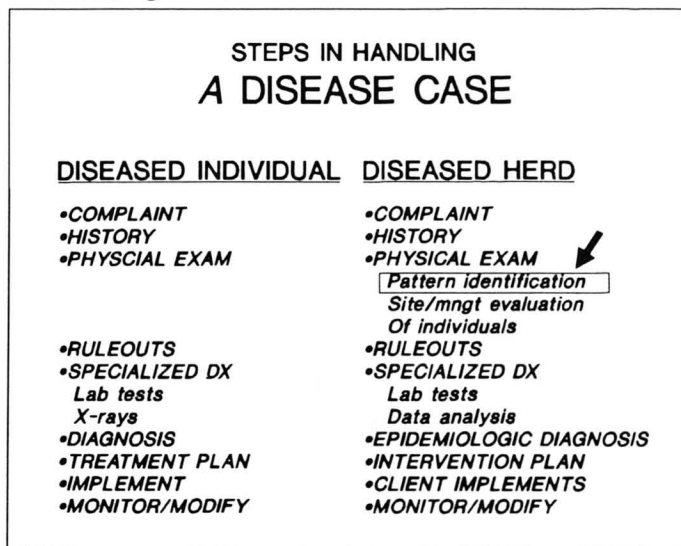 STEPS IN HANDLING
A DISEASE CASE
DISEASED INDIVIDUAL
•COMPLAINT
•HISTORY
•PHYSCIAL EXAM
•RULEOUTS
•SPECIALIZED DX
Lab tests
X-rays
•DIAGNOSIS
•TREATMENT PLAN
•IMPLEMENT
•MONITOR/MODIFY
DISEASED HERD
•COMPLAINT
•HISTORY
•PHYSICAL EXAM
Pattern identification
Site/mngt evaluation
Of individuals
•RULEOUTS
•SPECIALIZED DX
Lab tests
Data analysis
•EPIDEMIOLOGIC DIAGNOSIS
•INTERVENTION PLAN
•CLIENT IMPLEMENTS
•MONITOR/MODIFY